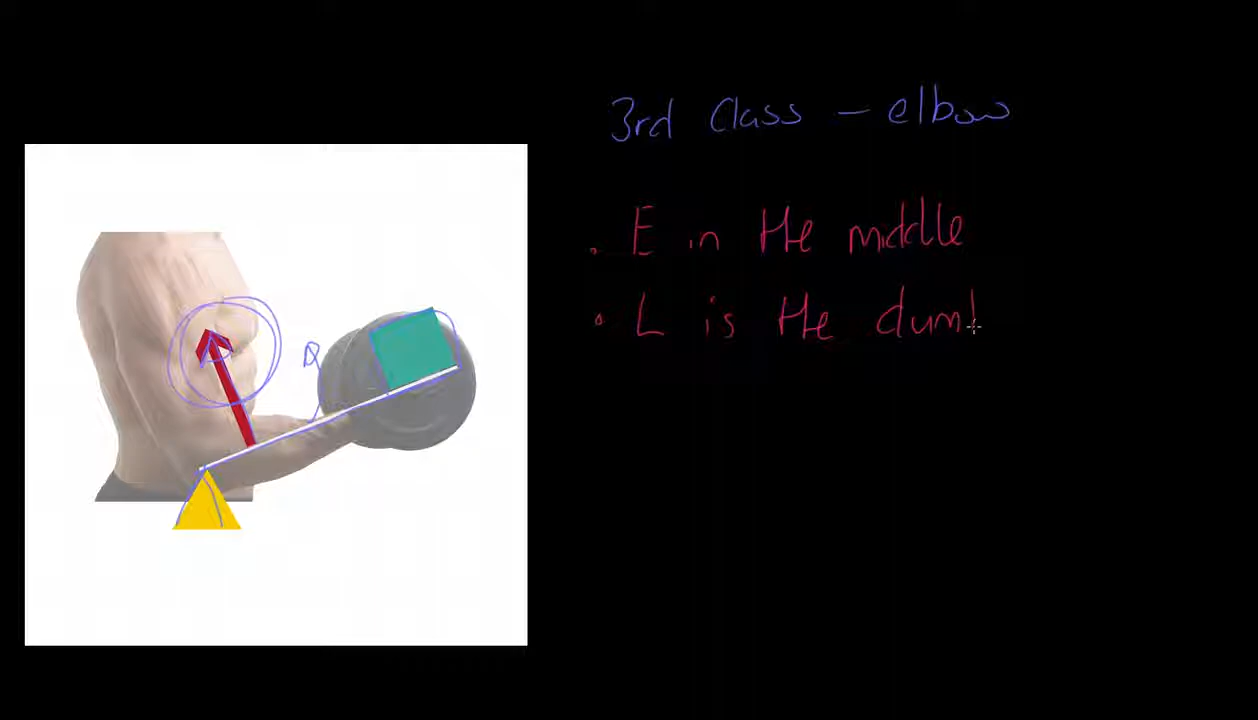 3rd Class - elbow
. E in the middle
. L is the dumb